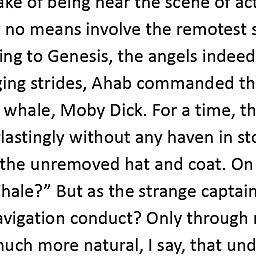 ake of being near the scene of act
no means involve the remotest s
ing to Genesis, the angels indeed
ging strides, Ahab commanded th
whale, Moby Dick. For a time, th
lastingly without any haven in sto
the unremoved hat and coat. On
hale?” But as the strange captain
avigation conduct? Only through
much more natural, I say, that und